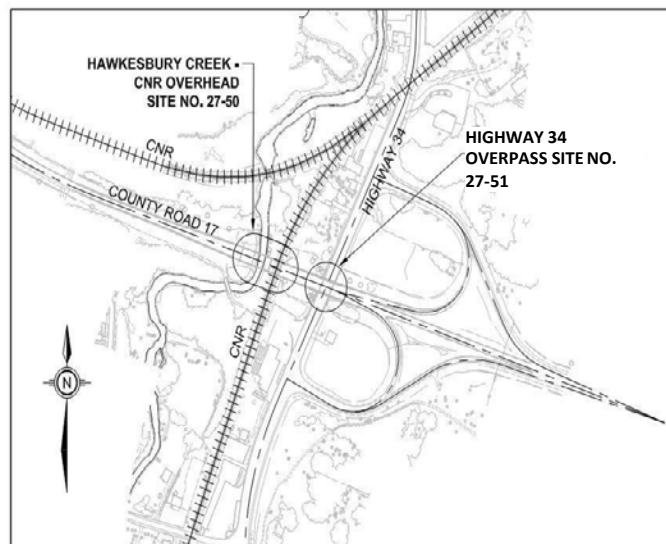 HAWKESBURY CREEK -
CNR OVERHEAD
SITE NO. 27-50
CNR
COUNTY ROAD 17
HIGHWAY 34
HIGHWAY 34
OVERPASS SITE NO.
27-51
CNR
N